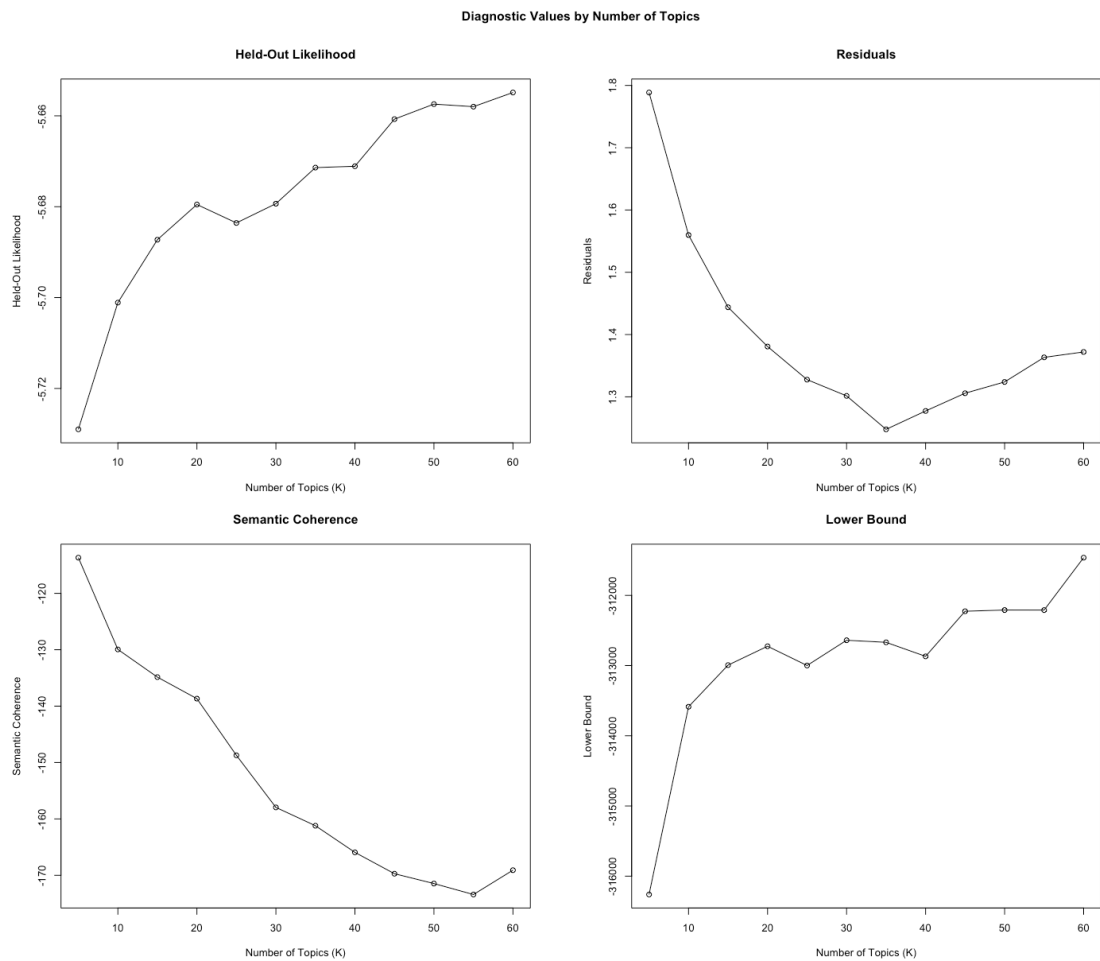 Diagnostic Values by Number of Topics
Held-Out Likelihood
Held-Out Likelihood
-5.66
-5.68
-5.70
-5.72
10 20 30 40 50 60
Number of Topics (K)
Residuals
Residuals
1.8
1.7
1.6
1.5
1.4
1.3
10 20 30 40 50 60
Number of Topics (K)
Semantic Coherence
Semantic Coherence
-120
-130
-140
-150
-160
-170
10 20 30 40 50 60
Number of Topics (K)
Lower Bound
Lower Bound
-312000
-313000
-314000
-315000
-316000
10 20 30 40 50 60
Number of Topics (K)